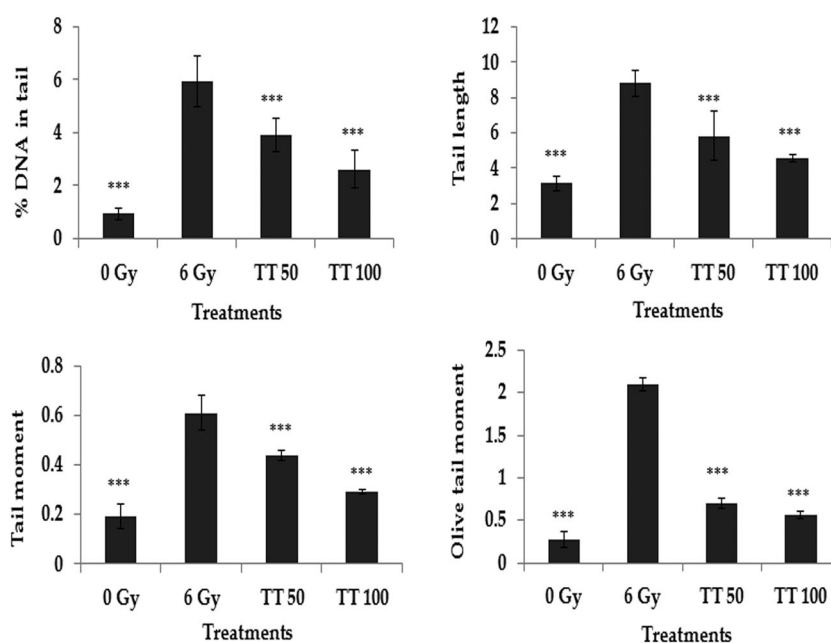 8
6
4
2
0
% DNA in tail
***
***
***
0 Gy 6 Gy TT 50 TT 100
Treatments
12
10
8
6
4
2
0
Tail length
***
***
***
0 Gy 6 Gy TT 50 TT 100
Treatments
0.8
0.6
0.4
0.2
0
Tail moment
***
***
***
0 Gy 6 Gy TT 50 TT 100
Treatments
2.5
2
1.5
1
0.5
0
Olive tail moment
***
***
***
0 Gy 6 Gy TT 50 TT 100
Treatments